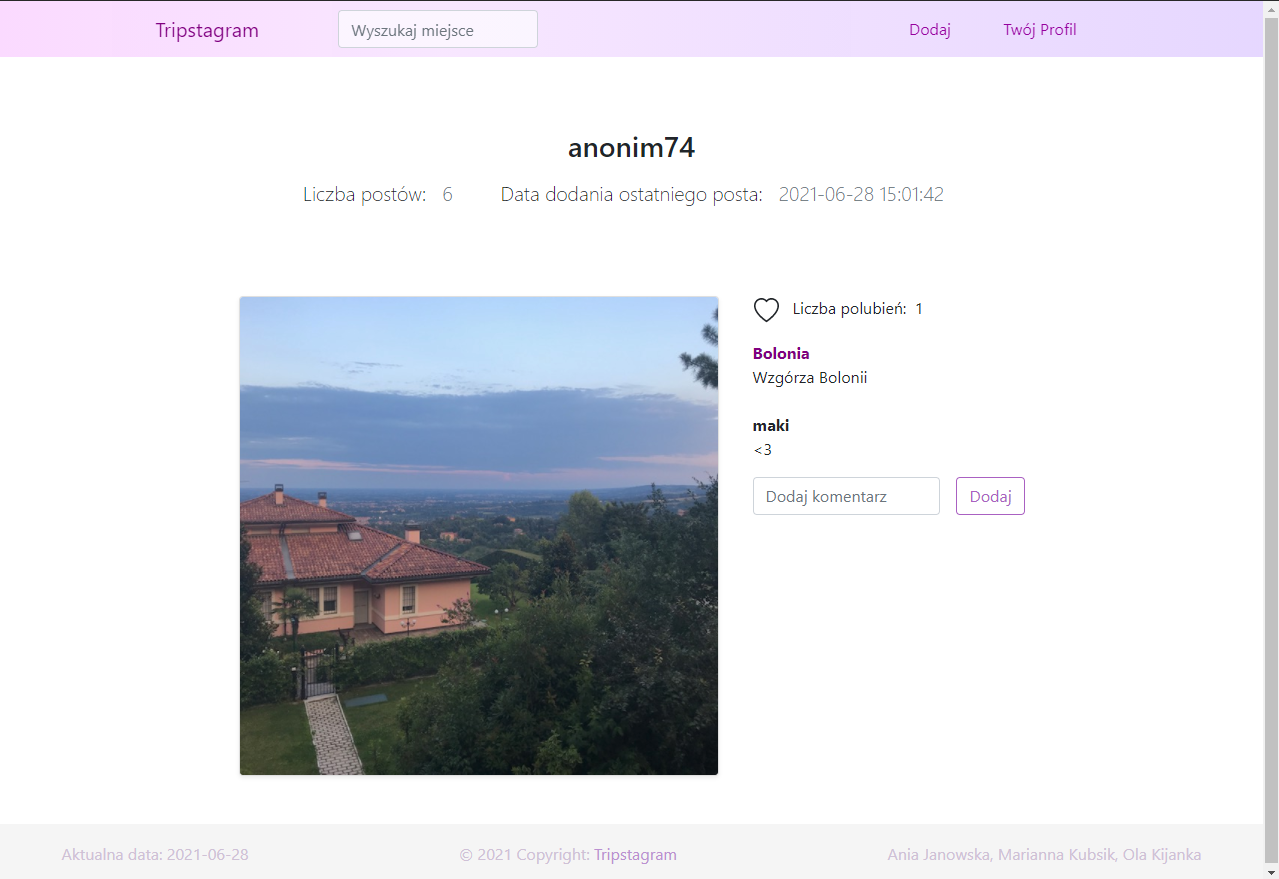 Tripstagram Wyszukaj miejsce Dodaj Twój Profil
anonim74
Liczba postów: 6 Data dodania ostatniego posta: 2021-06-28 15:01:42
Liczba polubień: 1
Bolonia
Wzgórza Bolonii
maki
<3
Dodaj komentarz Dodaj
Aktualna data: 2021-06-28 © 2021 Copyright: Tripstagram Ania Janowska, Marianna Kubsik, Ola Kijanka